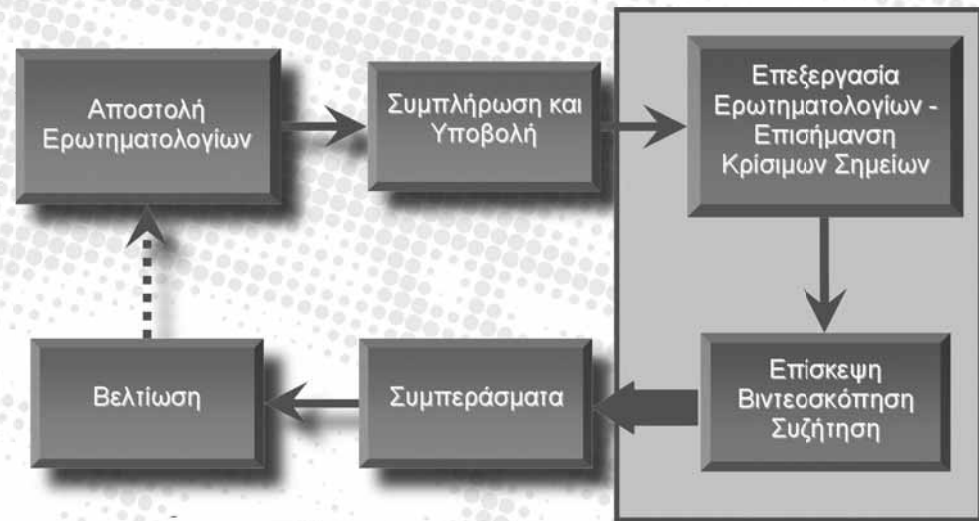 Αποστολή
Ερωτηματολογίων
Συμπλήρωση και
Υποβολή
Επεξεργασία
Ερωτηματολογίων -
Επισήμανση
Κρίσιμων Σημείων
Επίσκεψη
Βιντεοσκόπηση
Συζήτηση
Συμπεράσματα
Βελτίωση